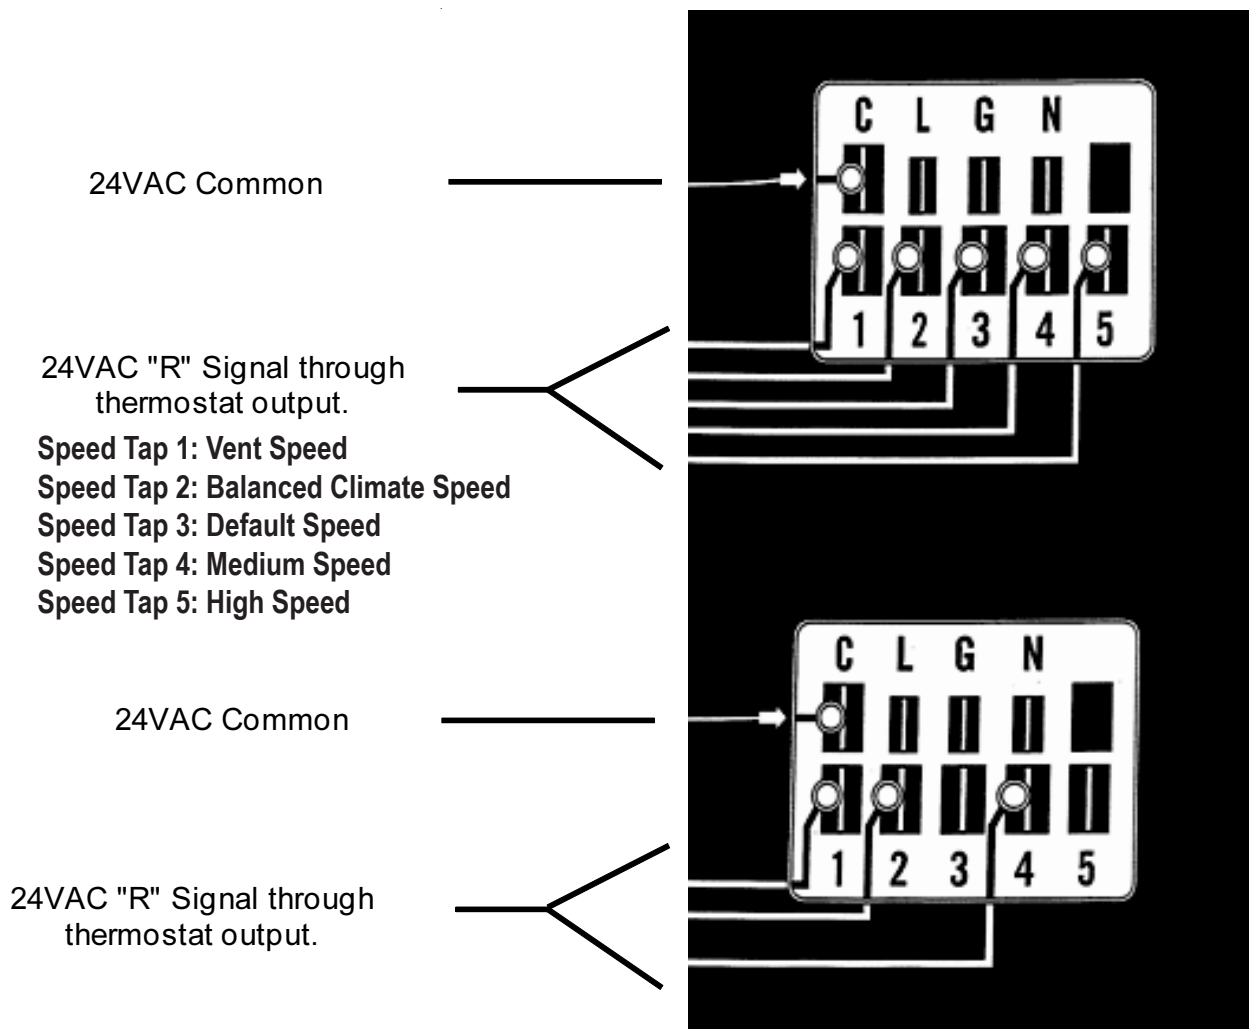 C L G N
24VAC Common
1 2 3 4 5
24VAC "R" Signal through
thermostat output.
Speed Tap 1: Vent Speed
Speed Tap 2: Balanced Climate Speed
Speed Tap 3: Default Speed
Speed Tap 4: Medium Speed
Speed Tap 5: High Speed
C L G N
24VAC Common
1 2 3 4 5
24VAC "R" Signal through
thermostat output.